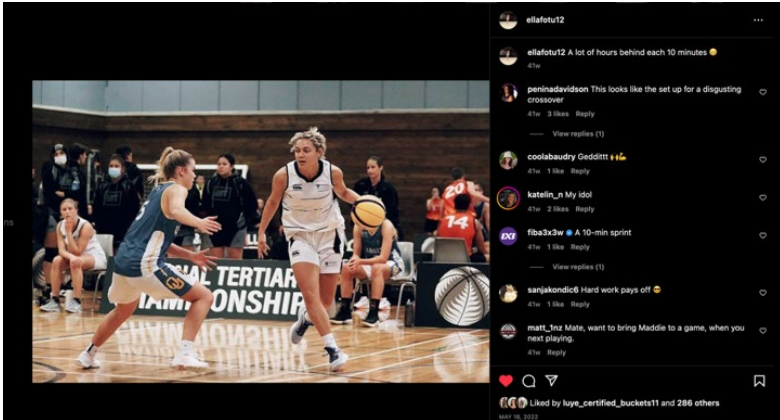 ellafotu12
ellafotu12 A lot of hours behind each 10 minutes
41w
peninadavidson This looks like the set up for a disgusting
crossover
41w 3 likes Reply
View replies (1)
coolabaudry Gedditt
41w 1 like Reply
katelin_n My idol
41w 2 likes Reply
fiba3x3w A 10-min sprint
41w 1 like Reply
View replies (1)
sanjakondic6 Hard work pays off
41w 1 like Reply
matt_1nz Mate, want to bring Maddie to a game, when you
next playing.
41w Reply
Liked by luye_certified_buckets11 and 286 others
MAY 16, 2022
ns
20
14
IAL TERTIAR
AMPIONSHIP
3X3